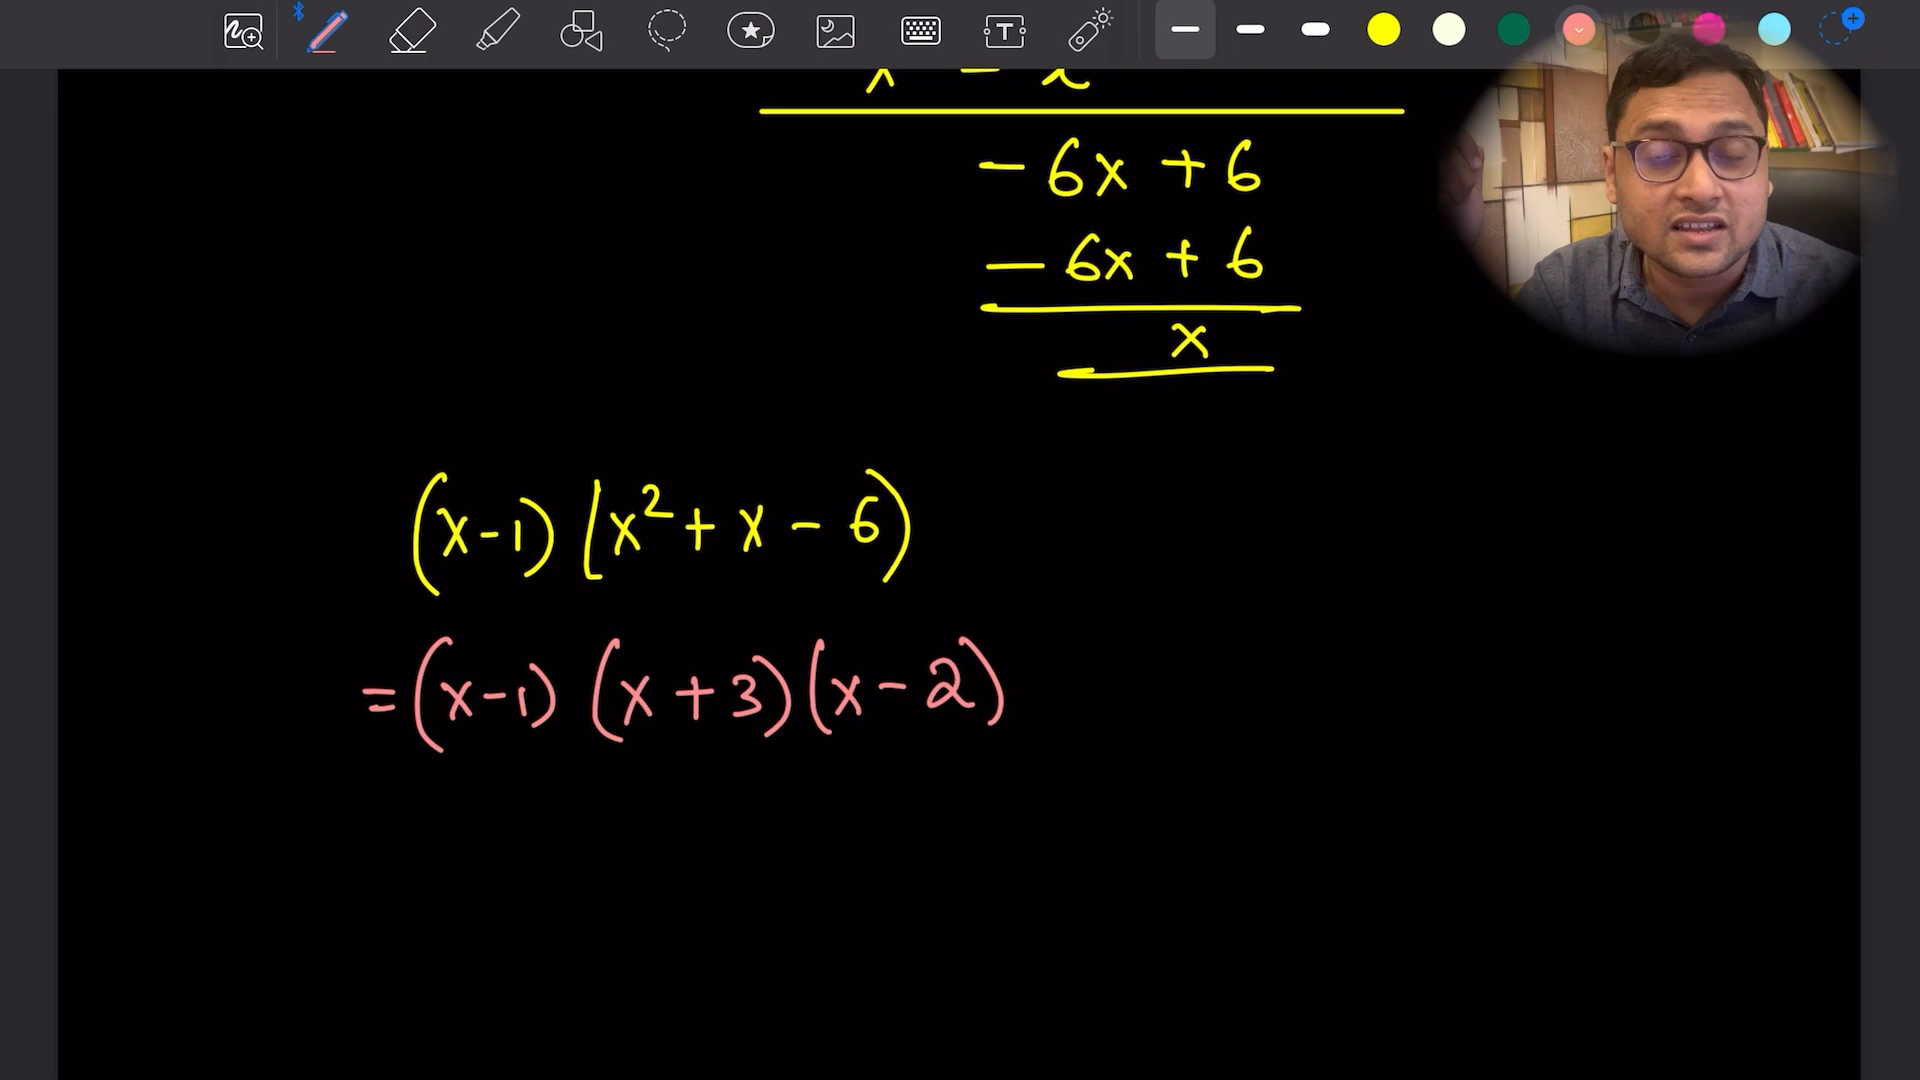 - 6x + 6
- 6x + 6
x
(x-1) (x² + x - 6)
= (x-1) (x + 3)(x - 2)